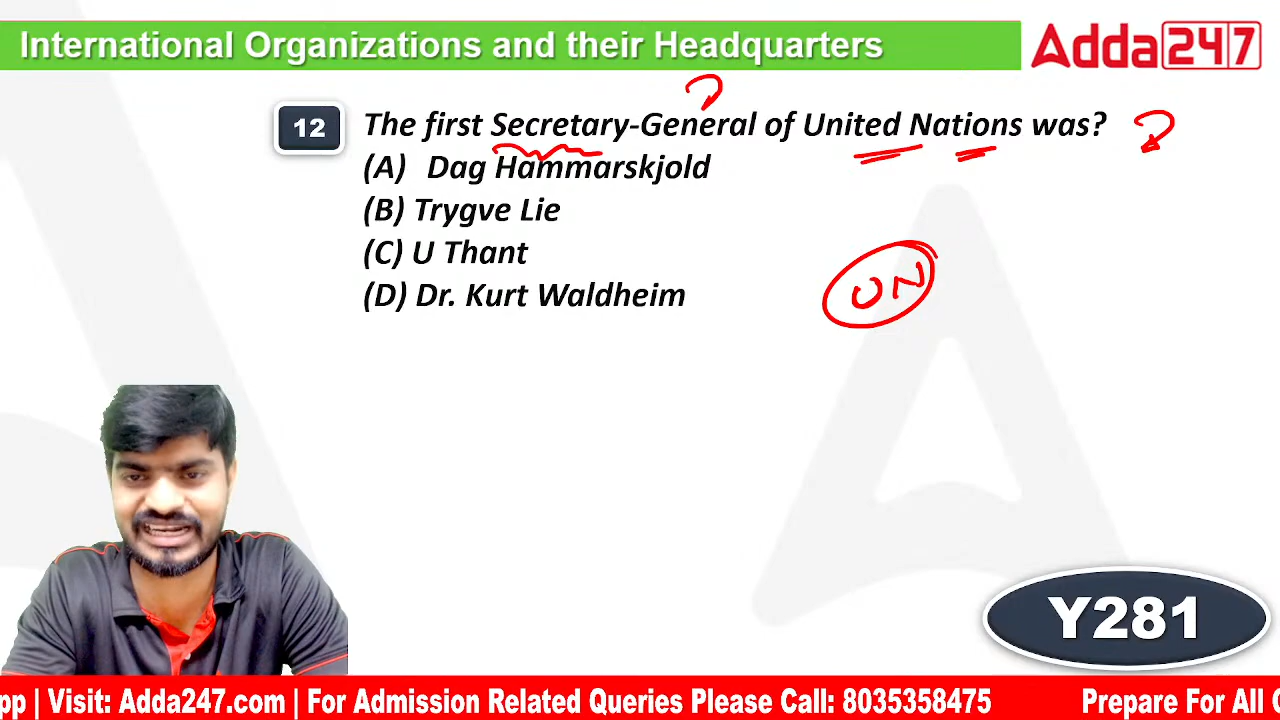 International Organizations and their Headquarters
Adda247
12
The first Secretary-General of United Nations was?
(A) Dag Hammarskjold
(B) Trygve Lie
(C) U Thant
(D) Dr. Kurt Waldheim
UN
Y281
pp | Visit: Adda247.com | For Admission Related Queries Please Call: 8035358475 Prepare For All